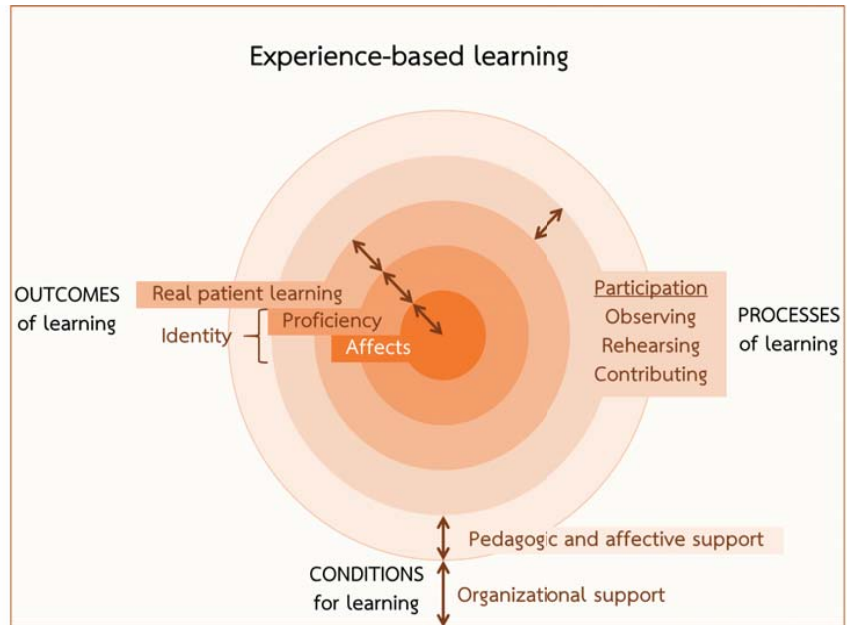 Experience-based learning
OUTCOMES
of learning
Real patient learning
Identity
Proficiency
Affects
Participation
Observing
Rehearsing
Contributing
PROCESSES
of learning
Pedagogic and affective support
CONDITIONS
for learning
Organizational support